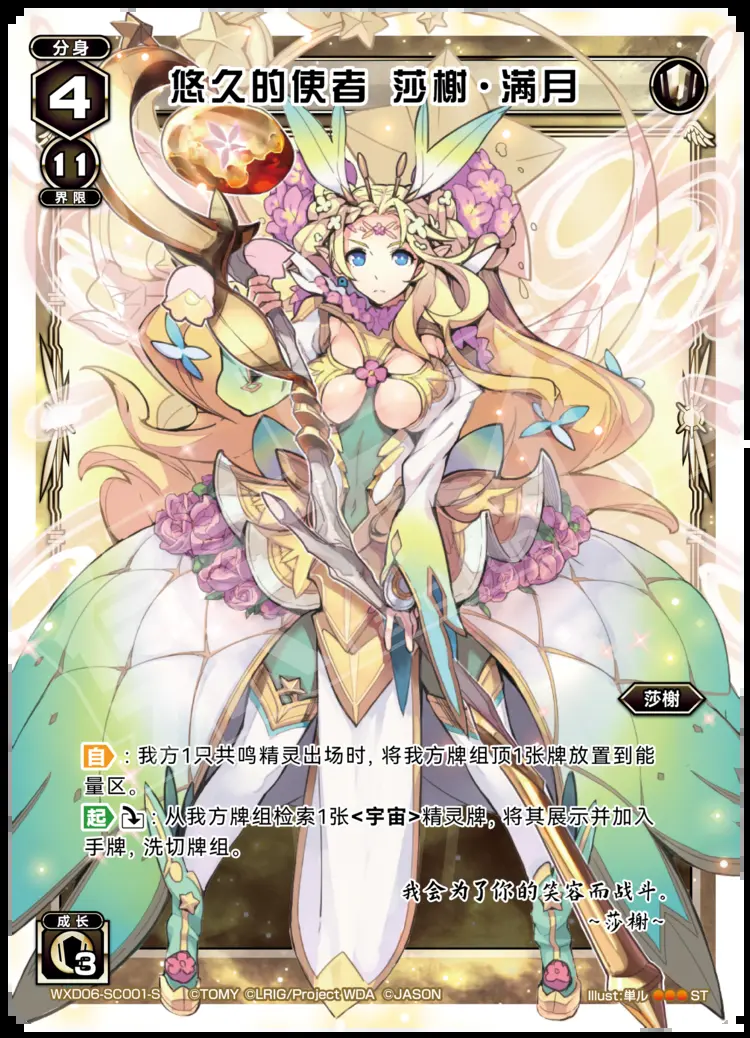 分身
4
悠久的使者 莎榭·满月
11
界限
莎榭
自：我方1只共鸣精灵出场时，将我方牌组顶1张牌放置到能
量区。
起：从我方牌组检索1张<宇宙>精灵牌，将其展示并加入
手牌，洗切牌组。
我会为了你的笑容而战斗。
~莎榭~
成长
3
WXD06-SC001-S ©TOMY ©LRIG/Project WDA ©JASON
Illust:単ル ST